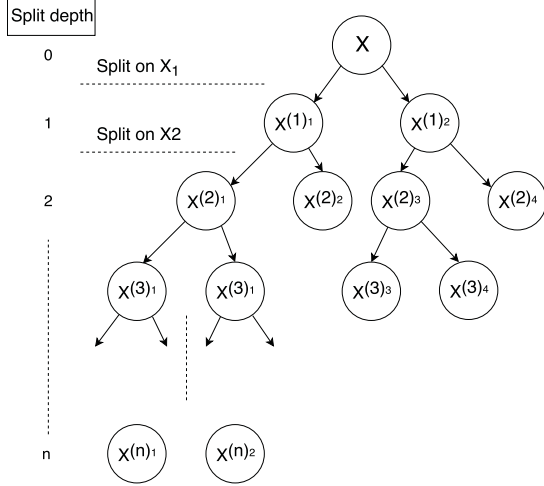 Split depth
0
X
Split on X₁
1
X(1)₁
X(1)₂
Split on X2
2
X(2)₁
X(2)₂
X(2)₃
X(2)₄
X(3)₁
X(3)₁
X(3)₃
X(3)₄
n
X(n)₁
X(n)₂